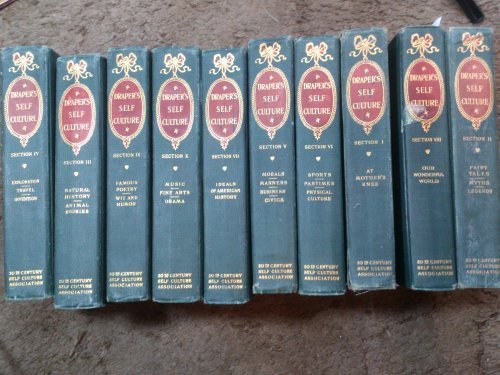 DRAPER'S
SELF
CULTURE
SECTION IV
EXPLORATION
TRAVEL
INVENTION
20TH CENTURY
SELF CULTURE
ASSOCIATION
DRAPER'S
SELF
CULTURE
SECTION III
NATURAL
HISTORY
ANIMAL
STORIES
20TH CENTURY
SELF CULTURE
ASSOCIATION
DRAPER'S
SELF
CULTURE
SECTION IX
FAMOUS
POETRY
WIT AND
HUMOR
20TH CENTURY
SELF CULTURE
ASSOCIATION
DRAPER'S
SELF
CULTURE
SECTION X
MUSIC
FINE ARTS
DRAMA
20TH CENTURY
SELF CULTURE
ASSOCIATION
DRAPER'S
SELF
CULTURE
SECTION VII
IDEALS
OF AMERICAN
HISTORY
20TH CENTURY
SELF CULTURE
ASSOCIATION
DRAPER'S
SELF
CULTURE
SECTION V
MORALS
MANNERS
BUSINESS
CIVICS
20TH CENTURY
SELF CULTURE
ASSOCIATION
DRAPER'S
SELF
CULTURE
SECTION VI
SPORTS
PASTIMES
PHYSICAL
CULTURE
20TH CENTURY
SELF CULTURE
ASSOCIATION
DRAPER'S
SELF
CULTURE
SECTION I
AT
MOTHER'S
KNEE
20TH CENTURY
SELF CULTURE
ASSOCIATION
DRAPER'S
SELF
CULTURE
SECTION VIII
OUR
WONDERFUL
WORLD
20TH CENTURY
SELF CULTURE
ASSOCIATION
DRAPER'S
SELF
CULTURE
SECTION II
FAIRY
TALES
MYTHS
LEGENDS
20TH CENTURY
SELF CULTURE
ASSOCIATION